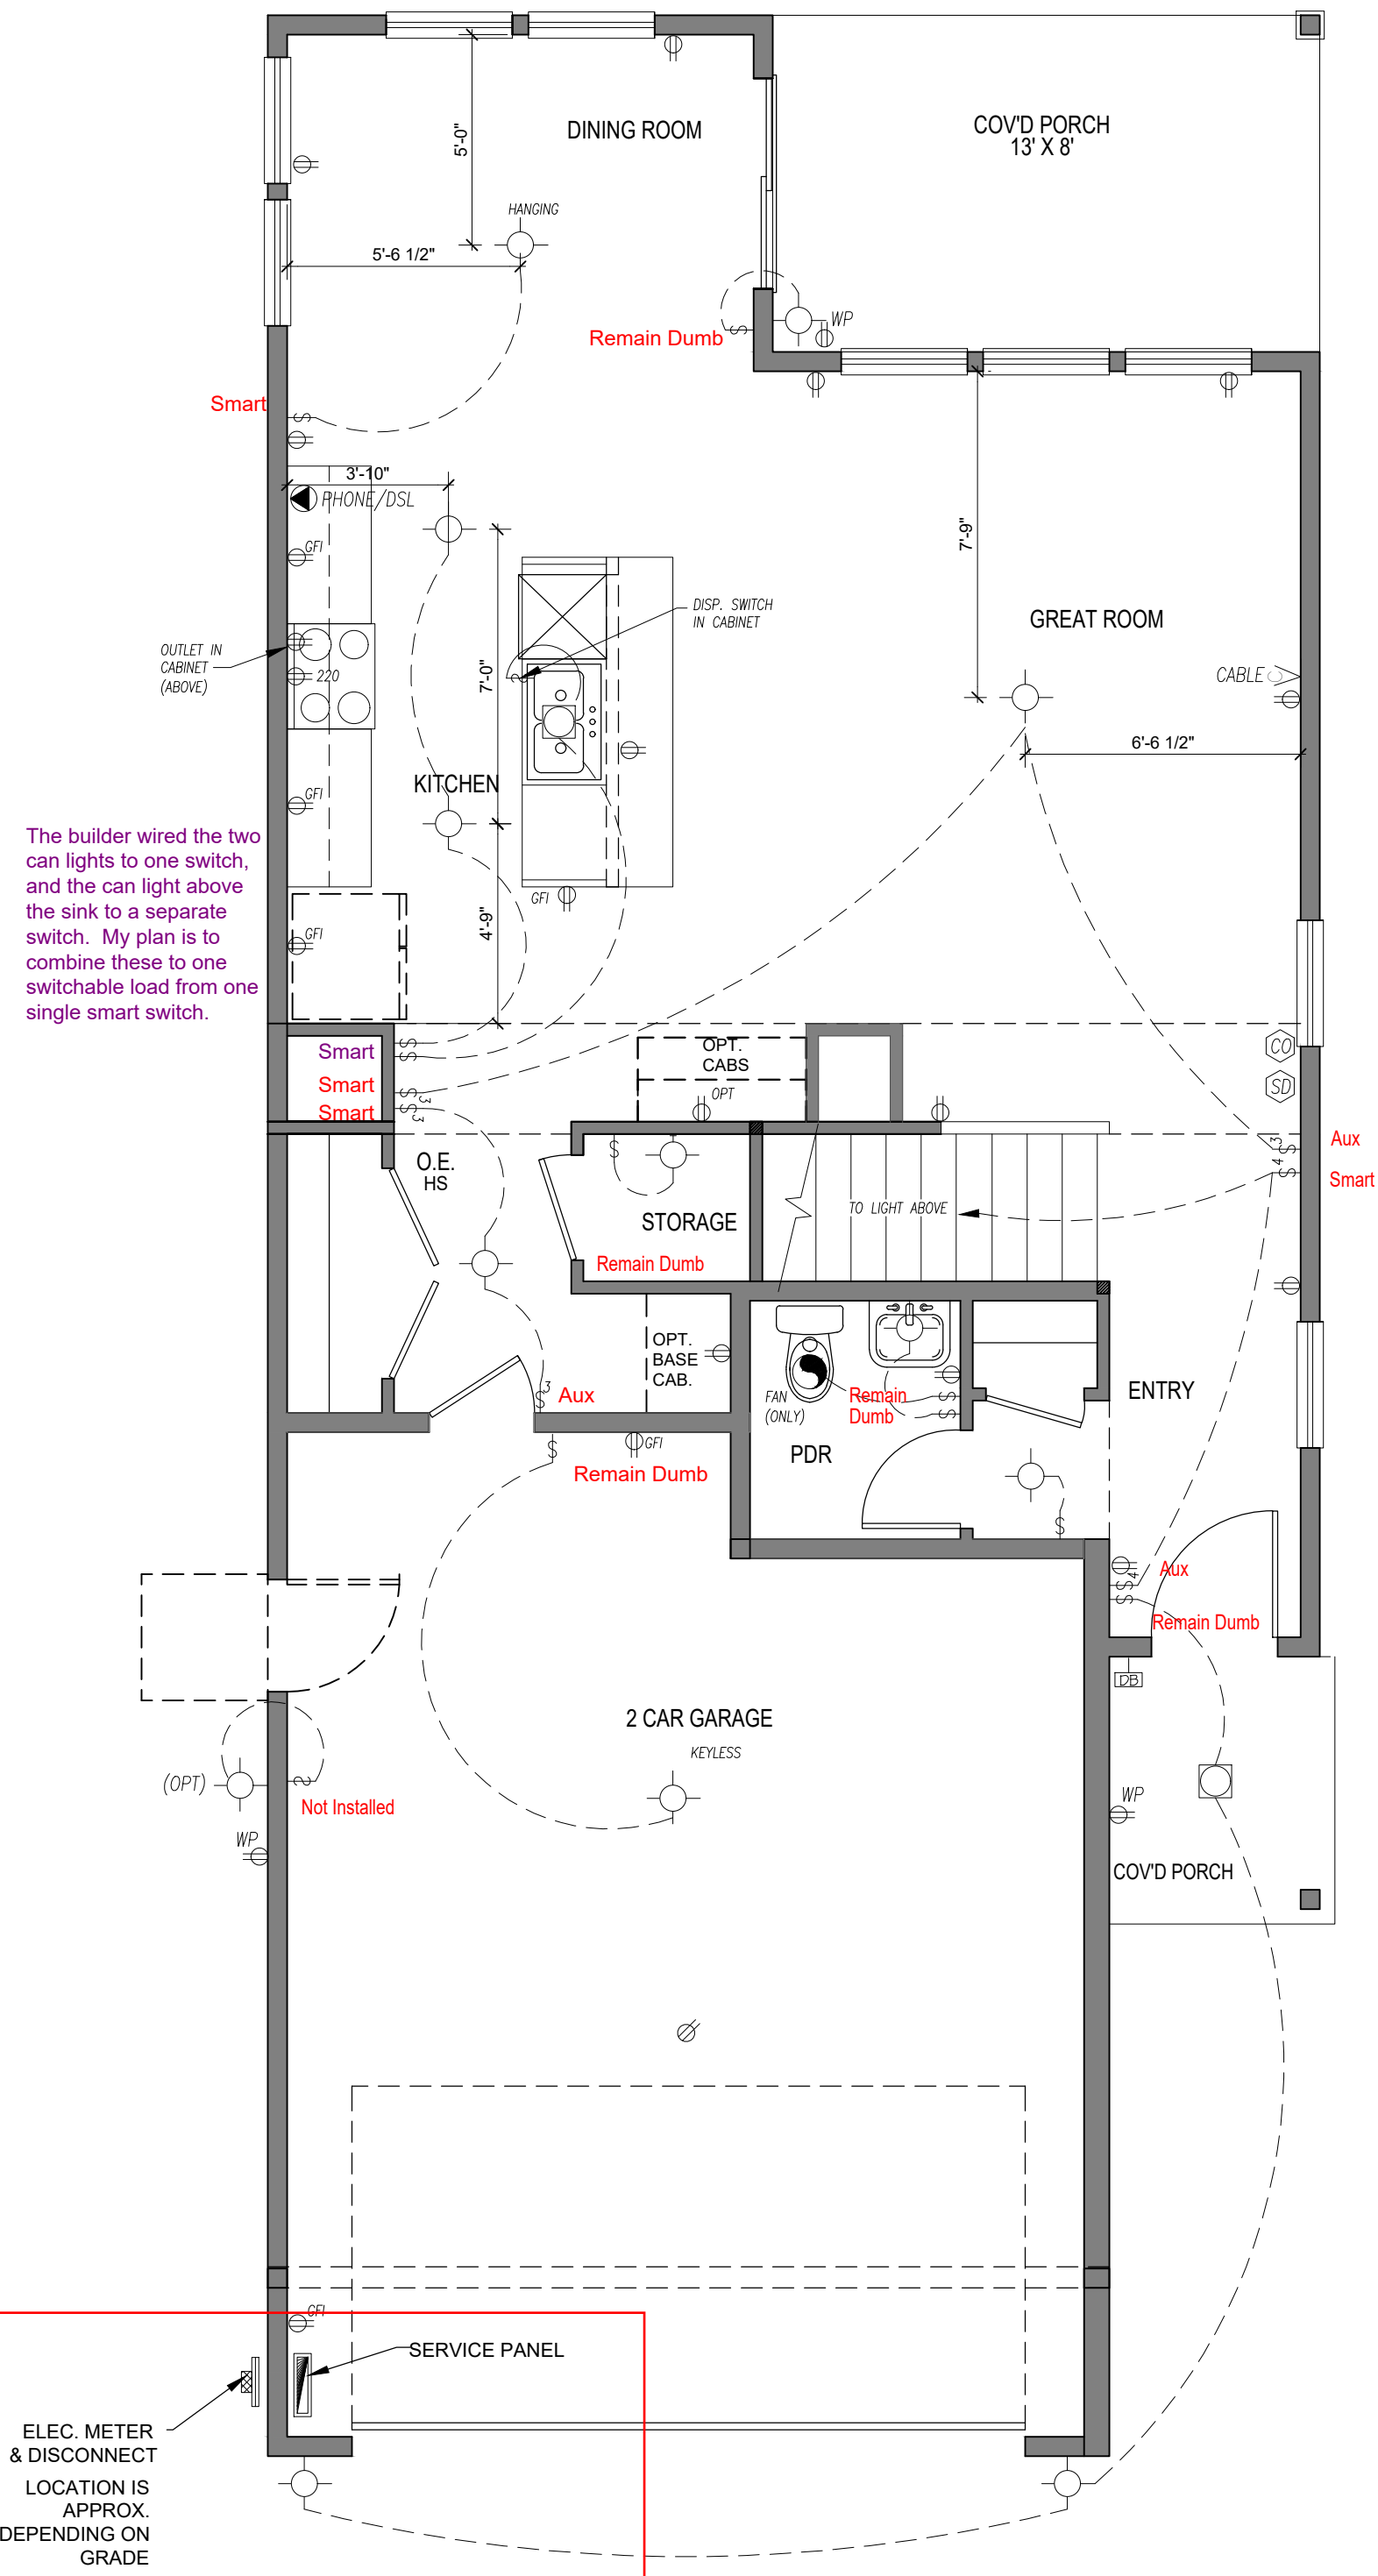 DINING ROOM
COV'D PORCH
13' X 8'
5'-0"
HANGING
5'-6 1/2"
WP
Remain Dumb
S
Smart
S
3'-10"
PHONE/DSL
GFI
7'-9"
DISP. SWITCH
IN CABINET
GREAT ROOM
OUTLET IN
CABINET
(ABOVE)
220
7'-0"
S
CABLE C
6'-6 1/2"
KITCHEN
GFI
The builder wired the two
can lights to one switch,
and the can light above
the sink to a separate
switch. My plan is to
combine these to one
switchable load from one
single smart switch.
GFI
GFI
4'-9"
Smart
S
S
Smart
S 3
Smart
S 3
OPT.
CABS
OPT
CO
SD
S 3
Aux
S 4
Smart
O.E.
HS
S
STORAGE
TO LIGHT ABOVE
Remain Dumb
OPT.
BASE
CAB.
FAN
(ONLY)
Remain
Dumb
S
S
ENTRY
S 3
Aux
S
GFI
Remain Dumb
PDR
S
S S 4
Aux
Remain Dumb
DB
2 CAR GARAGE
KEYLESS
(OPT)
S
Not Installed
WP
WP
COV'D PORCH
GFI
SERVICE PANEL
ELEC. METER
& DISCONNECT
LOCATION IS
APPROX.
DEPENDING ON
GRADE